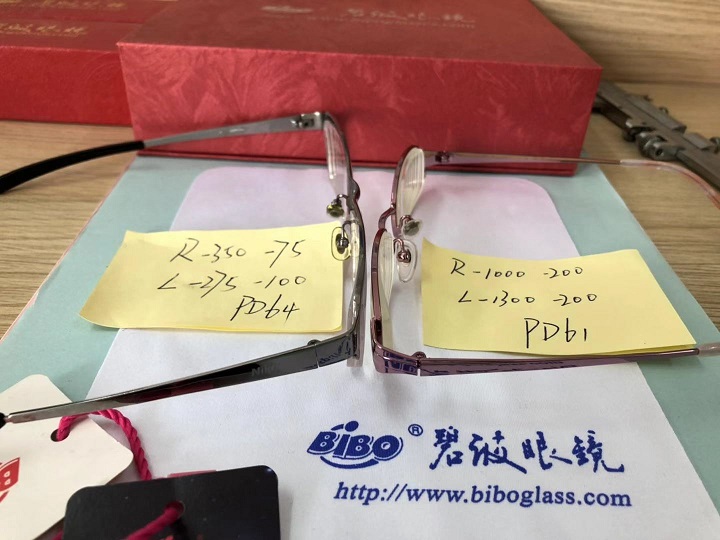 R -350 -75
L -275 -100
PD64
R -1000 -200
L -1300 -200
PD61
BiBO® 碧波眼镜
http://www.biboglass.com